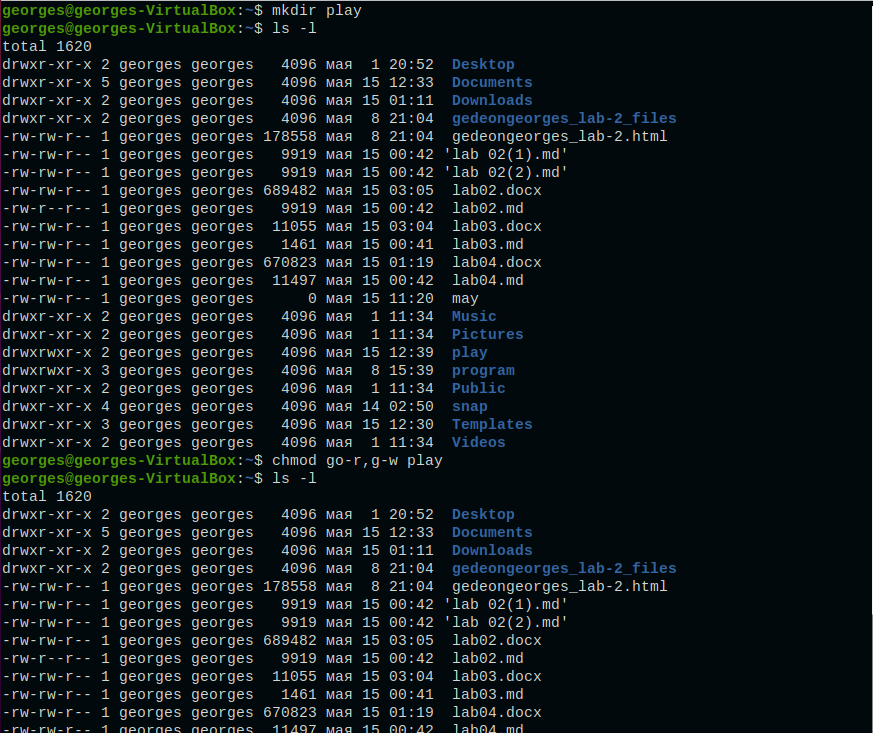 georges@georges-VirtualBox:~$ mkdir play
georges@georges-VirtualBox:~$ ls -l
total 1620
drwxr-xr-x 2 georges georges   4096 мая  1 20:52  Desktop
drwxr-xr-x 5 georges georges   4096 мая 15 12:33  Documents
drwxr-xr-x 2 georges georges   4096 мая 15 01:11  Downloads
drwxr-xr-x 2 georges georges   4096 мая  8 21:04  gedeongeorges_lab-2_files
-rw-rw-r-- 1 georges georges 178558 мая  8 21:04  gedeongeorges_lab-2.html
-rw-rw-r-- 1 georges georges   9919 мая 15 00:42 'lab 02(1).md'
-rw-rw-r-- 1 georges georges   9919 мая 15 00:42 'lab 02(2).md'
-rw-rw-r-- 1 georges georges 689482 мая 15 03:05  lab02.docx
-rw-r--r-- 1 georges georges   9919 мая 15 00:42  lab02.md
-rw-rw-r-- 1 georges georges  11055 мая 15 03:04  lab03.docx
-rw-rw-r-- 1 georges georges   1461 мая 15 00:41  lab03.md
-rw-rw-r-- 1 georges georges 670823 мая 15 01:19  lab04.docx
-rw-rw-r-- 1 georges georges  11497 мая 15 00:42  lab04.md
-rw-rw-r-- 1 georges georges      0 мая 15 11:20  may
drwxr-xr-x 2 georges georges   4096 мая  1 11:34  Music
drwxr-xr-x 2 georges georges   4096 мая  1 11:34  Pictures
drwxrwxr-x 2 georges georges   4096 мая 15 12:39  play
drwxrwxr-x 3 georges georges   4096 мая  8 15:39  program
drwxr-xr-x 2 georges georges   4096 мая  1 11:34  Public
drwxr-xr-x 4 georges georges   4096 мая 14 02:50  snap
drwxr-xr-x 3 georges georges   4096 мая 15 12:30  Templates
drwxr-xr-x 2 georges georges   4096 мая  1 11:34  Videos
georges@georges-VirtualBox:~$ chmod go-r,g-w play
georges@georges-VirtualBox:~$ ls -l
total 1620
drwxr-xr-x 2 georges georges   4096 мая  1 20:52  Desktop
drwxr-xr-x 5 georges georges   4096 мая 15 12:33  Documents
drwxr-xr-x 2 georges georges   4096 мая 15 01:11  Downloads
drwxr-xr-x 2 georges georges   4096 мая  8 21:04  gedeongeorges_lab-2_files
-rw-rw-r-- 1 georges georges 178558 мая  8 21:04  gedeongeorges_lab-2.html
-rw-rw-r-- 1 georges georges   9919 мая 15 00:42 'lab 02(1).md'
-rw-rw-r-- 1 georges georges   9919 мая 15 00:42 'lab 02(2).md'
-rw-rw-r-- 1 georges georges 689482 мая 15 03:05  lab02.docx
-rw-r--r-- 1 georges georges   9919 мая 15 00:42  lab02.md
-rw-rw-r-- 1 georges georges  11055 мая 15 03:04  lab03.docx
-rw-rw-r-- 1 georges georges   1461 мая 15 00:41  lab03.md
-rw-rw-r-- 1 georges georges 670823 мая 15 01:19  lab04.docx
-rw-rw-r-- 1 georges georges  11497 мая 15 00:42  lab04.md